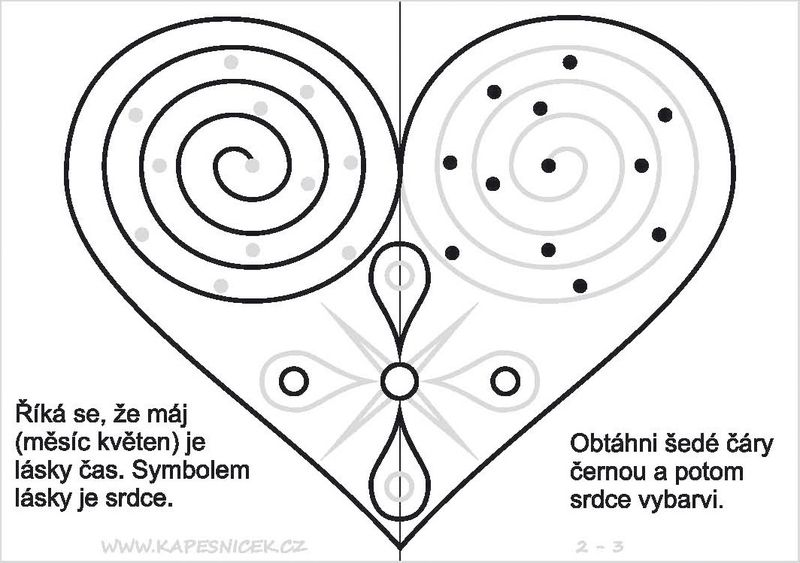 Říká se, že máj
(měsíc květen) je
lásky čas. Symbolem
lásky je srdce.
Obtáhni šedé čáry
černou a potom
srdce vybarvi.
WWW.KAPESNICEK.CZ
2 - 3